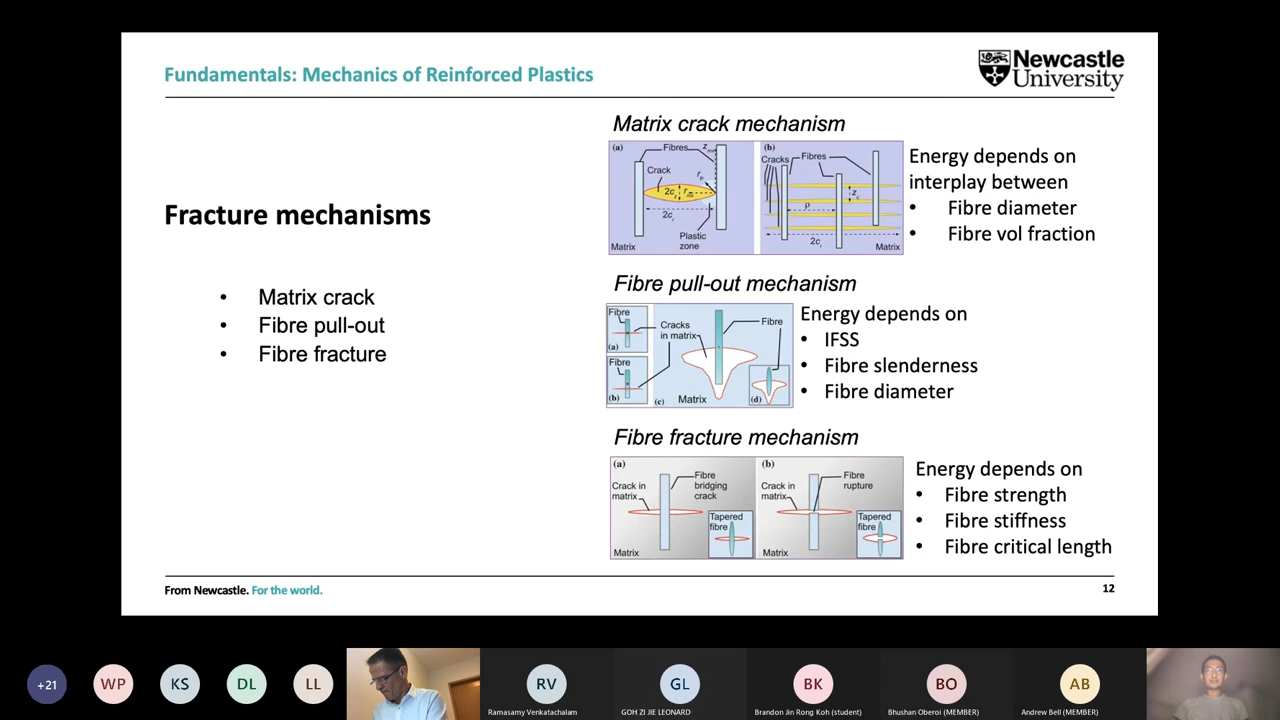 Fundamentals: Mechanics of Reinforced Plastics
Newcastle
University
Fracture mechanisms
• Matrix crack
• Fibre pull-out
• Fibre fracture
Matrix crack mechanism
(a)
Fibres
Crack
2c
2c
Plastic
zone
Matrix
(b)
Cracks
Fibres
ρ
2c
Matrix
Energy depends on
interplay between
• Fibre diameter
• Fibre vol fraction
Fibre pull-out mechanism
Fibre
(a)
Fibre
(b)
Cracks
in matrix
Fibre
(c)
Matrix
(d)
Energy depends on
• IFSS
• Fibre slenderness
• Fibre diameter
Fibre fracture mechanism
(a)
Crack in
matrix
Fibre
bridging
crack
Tapered
fibre
Matrix
(b)
Crack in
matrix
Fibre
rupture
Tapered
fibre
Matrix
Energy depends on
• Fibre strength
• Fibre stiffness
• Fibre critical length
From Newcastle. For the world.
12
+21
WP
KS
DL
LL
RV
Ramasamy Venkatachalam
GL
GOH ZI JIE LEONARD
BK
Brandon Jin Rong Koh (student)
BO
Bhushan Oberoi (MEMBER)
AB
Andrew Bell (MEMBER)